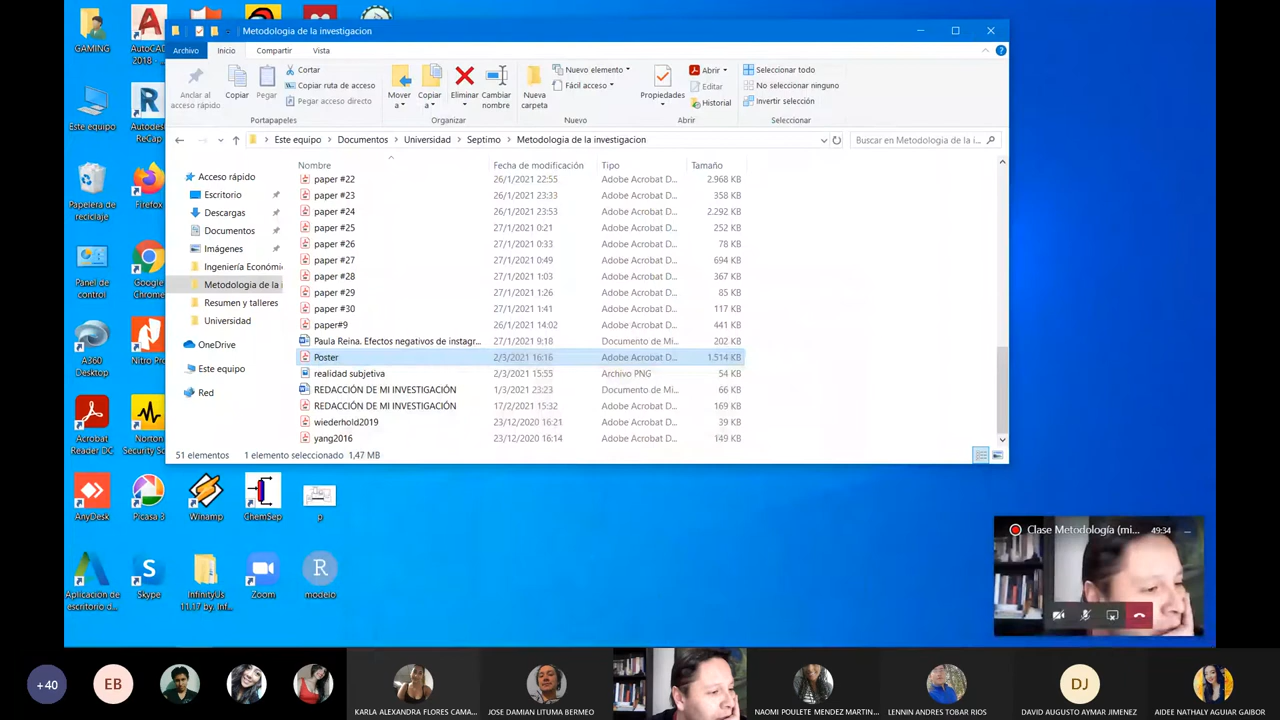 Metodologia de la investigacion
Archivo Inicio Compartir Vista
Anclar al acceso rápido
Copiar
Pegar
Cortar
Copiar ruta de acceso
Pegar acceso directo
Portapapeles
Mover a
Copiar a
Eliminar
Cambiar nombre
Organizar
Nueva carpeta
Nuevo elemento
Fácil acceso
Nuevo
Propiedades
Abrir
Editar
Historial
Abrir
Seleccionar todo
No seleccionar ninguno
Invertir selección
Seleccionar
Este equipo > Documentos > Universidad > Septimo > Metodologia de la investigacion
Buscar en Metodologia de la i...
Acceso rápido
Escritorio
Descargas
Documentos
Imágenes
Ingeniería Económi
Metodologia de la i
Resumen y talleres
Universidad
OneDrive
Este equipo
Red
Nombre Fecha de modificación Tipo Tamaño
paper #22 26/1/2021 22:55 Adobe Acrobat D... 2.968 KB
paper #23 26/1/2021 23:33 Adobe Acrobat D... 358 KB
paper #24 26/1/2021 23:53 Adobe Acrobat D... 2.292 KB
paper #25 27/1/2021 0:21 Adobe Acrobat D... 252 KB
paper #26 27/1/2021 0:33 Adobe Acrobat D... 78 KB
paper #27 27/1/2021 0:49 Adobe Acrobat D... 694 KB
paper #28 27/1/2021 1:03 Adobe Acrobat D... 367 KB
paper #29 27/1/2021 1:26 Adobe Acrobat D... 85 KB
paper #30 27/1/2021 1:41 Adobe Acrobat D... 117 KB
paper#9 26/1/2021 14:02 Adobe Acrobat D... 441 KB
Paula Reina. Efectos negativos de instagr... 27/1/2021 9:18 Documento de Mi... 202 KB
Poster 2/3/2021 16:16 Adobe Acrobat D... 1.514 KB
realidad subjetiva 2/3/2021 15:55 Archivo PNG 54 KB
REDACCIÓN DE MI INVESTIGACIÓN 1/3/2021 23:23 Documento de Mi... 66 KB
REDACCIÓN DE MI INVESTIGACIÓN 17/2/2021 15:32 Adobe Acrobat D... 169 KB
wiederhold2019 23/12/2020 16:21 Adobe Acrobat D... 39 KB
yang2016 23/12/2020 16:14 Adobe Acrobat D... 149 KB
51 elementos 1 elemento seleccionado 1,47 MB
GAMING
AutoCAD
2018 -
Este equipo
Autodesk
ReCap
Papelera de
reciclaje
Firefox
Panel de
control
Google
Chrome
A360
Desktop
Nitro Pro
Acrobat
Reader DC
Norton
Security
AnyDesk
Picasa 3
Winamp
ChemSep
p
Aplicación de
escritorio d...
Skype
InfinityUs
11.17 by. Inf...
Zoom
modelo
Clase Metodología (mi... 49:34
+40
EB
KARLA ALEXANDRA FLORES CAMA...
JOSE DAMIAN LITUMA BERMEO
NAOMI POULETE MENDEZ MARTIN...
LENNIN ANDRES TOBAR RIOS
DJ
DAVID AUGUSTO AYMAR JIMENEZ
AIDEE NATHALY AGUIAR GAIBOR